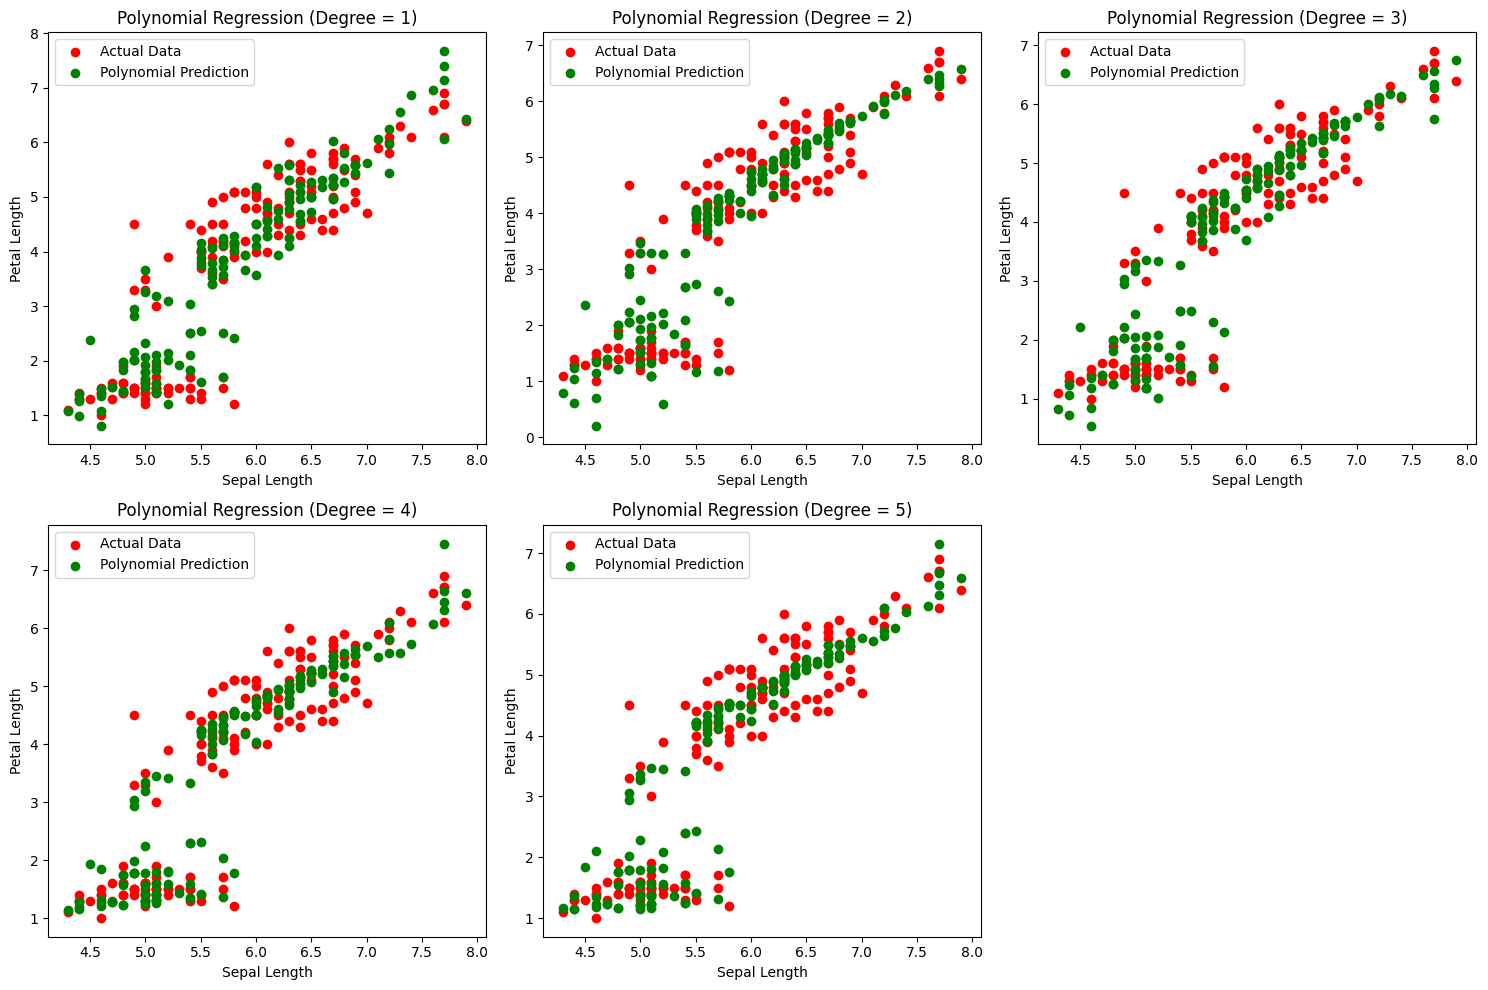 Polynomial Regression (Degree = 1)
Actual Data
Polynomial Prediction
Petal Length
8
7
6
5
4
3
2
1
4.5 5.0 5.5 6.0 6.5 7.0 7.5 8.0
Sepal Length
Polynomial Regression (Degree = 2)
Actual Data
Polynomial Prediction
Petal Length
7
6
5
4
3
2
1
0
4.5 5.0 5.5 6.0 6.5 7.0 7.5 8.0
Sepal Length
Polynomial Regression (Degree = 3)
Actual Data
Polynomial Prediction
Petal Length
7
6
5
4
3
2
1
4.5 5.0 5.5 6.0 6.5 7.0 7.5 8.0
Sepal Length
Polynomial Regression (Degree = 4)
Actual Data
Polynomial Prediction
Petal Length
7
6
5
4
3
2
1
4.5 5.0 5.5 6.0 6.5 7.0 7.5 8.0
Sepal Length
Polynomial Regression (Degree = 5)
Actual Data
Polynomial Prediction
Petal Length
7
6
5
4
3
2
1
4.5 5.0 5.5 6.0 6.5 7.0 7.5 8.0
Sepal Length